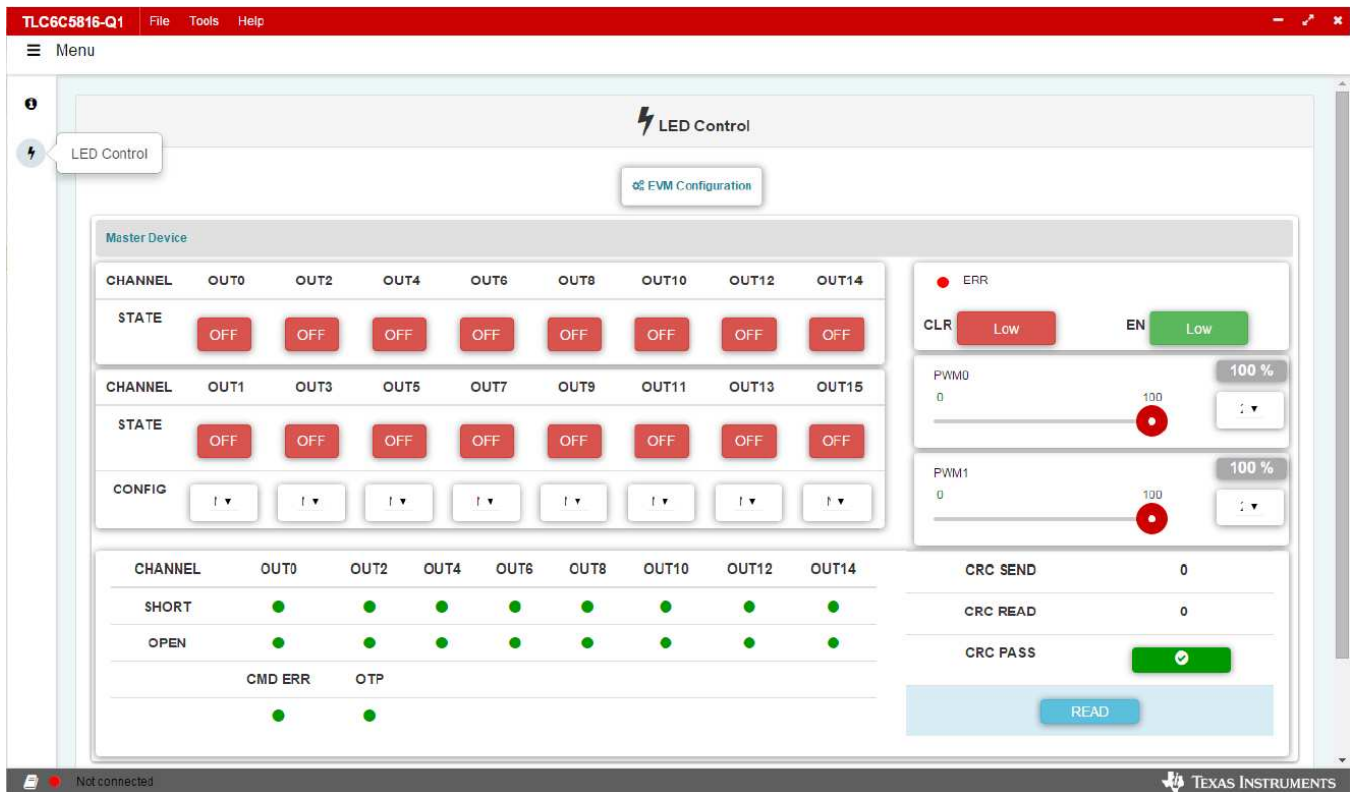 TLC6C5816-Q1 File Tools Help
Menu
LED Control
LED Control
EVM Configuration
Master Device
CHANNEL OUT0 OUT2 OUT4 OUT6 OUT8 OUT10 OUT12 OUT14
STATE OFF OFF OFF OFF OFF OFF OFF OFF
CHANNEL OUT1 OUT3 OUT5 OUT7 OUT9 OUT11 OUT13 OUT15
STATE OFF OFF OFF OFF OFF OFF OFF OFF
CONFIG
ERR
CLR Low EN Low
PWM0 100 %
0 100
PWM1 100 %
0 100
CHANNEL OUT0 OUT2 OUT4 OUT6 OUT8 OUT10 OUT12 OUT14
SHORT
OPEN
CMD ERR OTP
CRC SEND 0
CRC READ 0
CRC PASS
READ
Not connected
TEXAS INSTRUMENTS